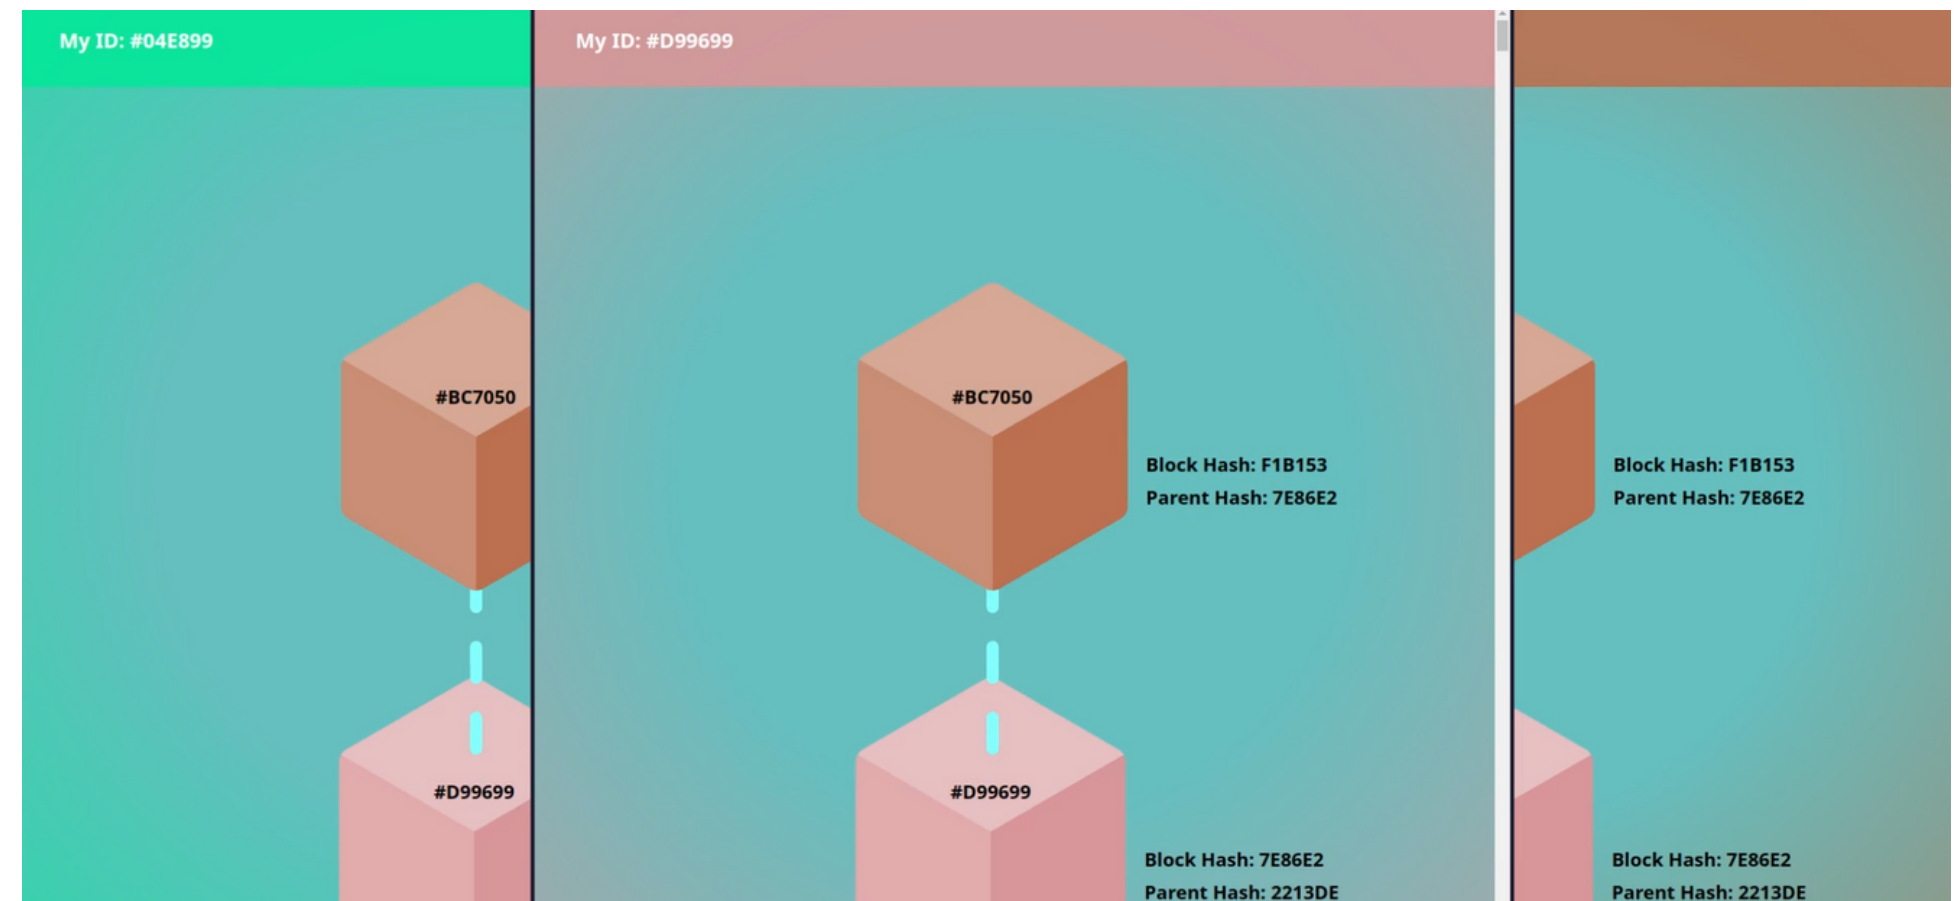 My ID: #04E899
#BC7050
#D99699
My ID: #D99699
#BC7050
Block Hash: F1B153
Parent Hash: 7E86E2
#D99699
Block Hash: 7E86E2
Parent Hash: 2213DE
Block Hash: F1B153
Parent Hash: 7E86E2
Block Hash: 7E86E2
Parent Hash: 2213DE